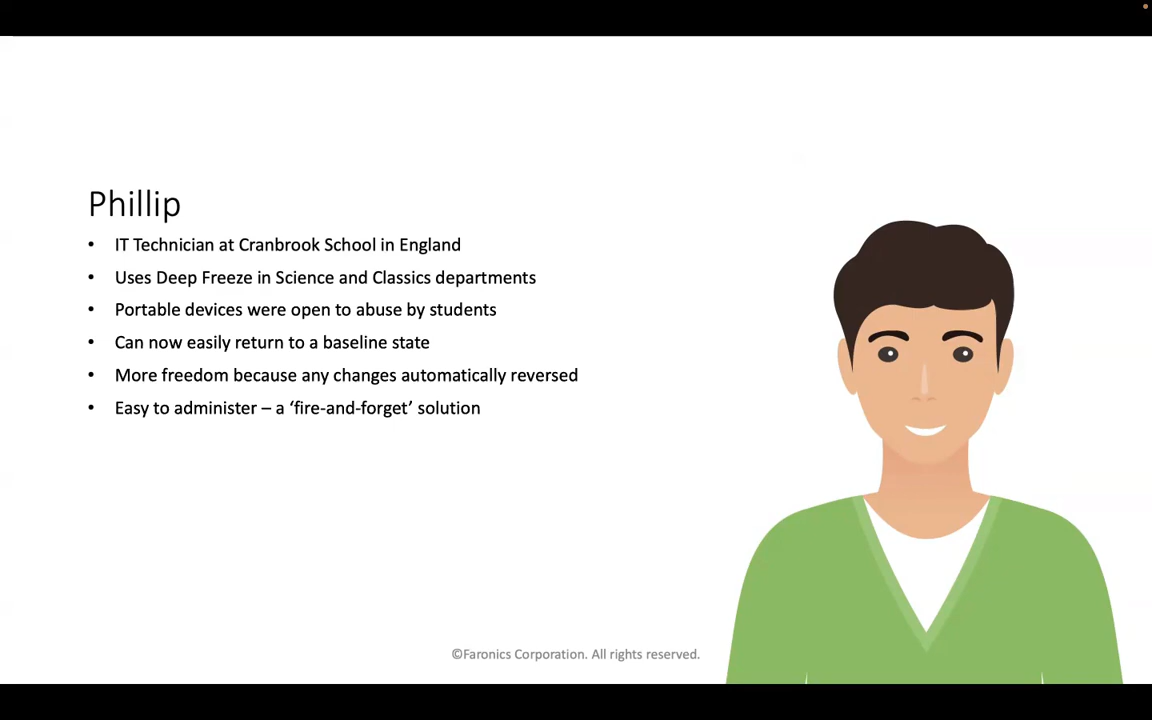 Phillip
• IT Technician at Cranbrook School in England
• Uses Deep Freeze in Science and Classics departments
• Portable devices were open to abuse by students
• Can now easily return to a baseline state
• More freedom because any changes automatically reversed
• Easy to administer – a ‘fire-and-forget’ solution
©Faronics Corporation. All rights reserved.